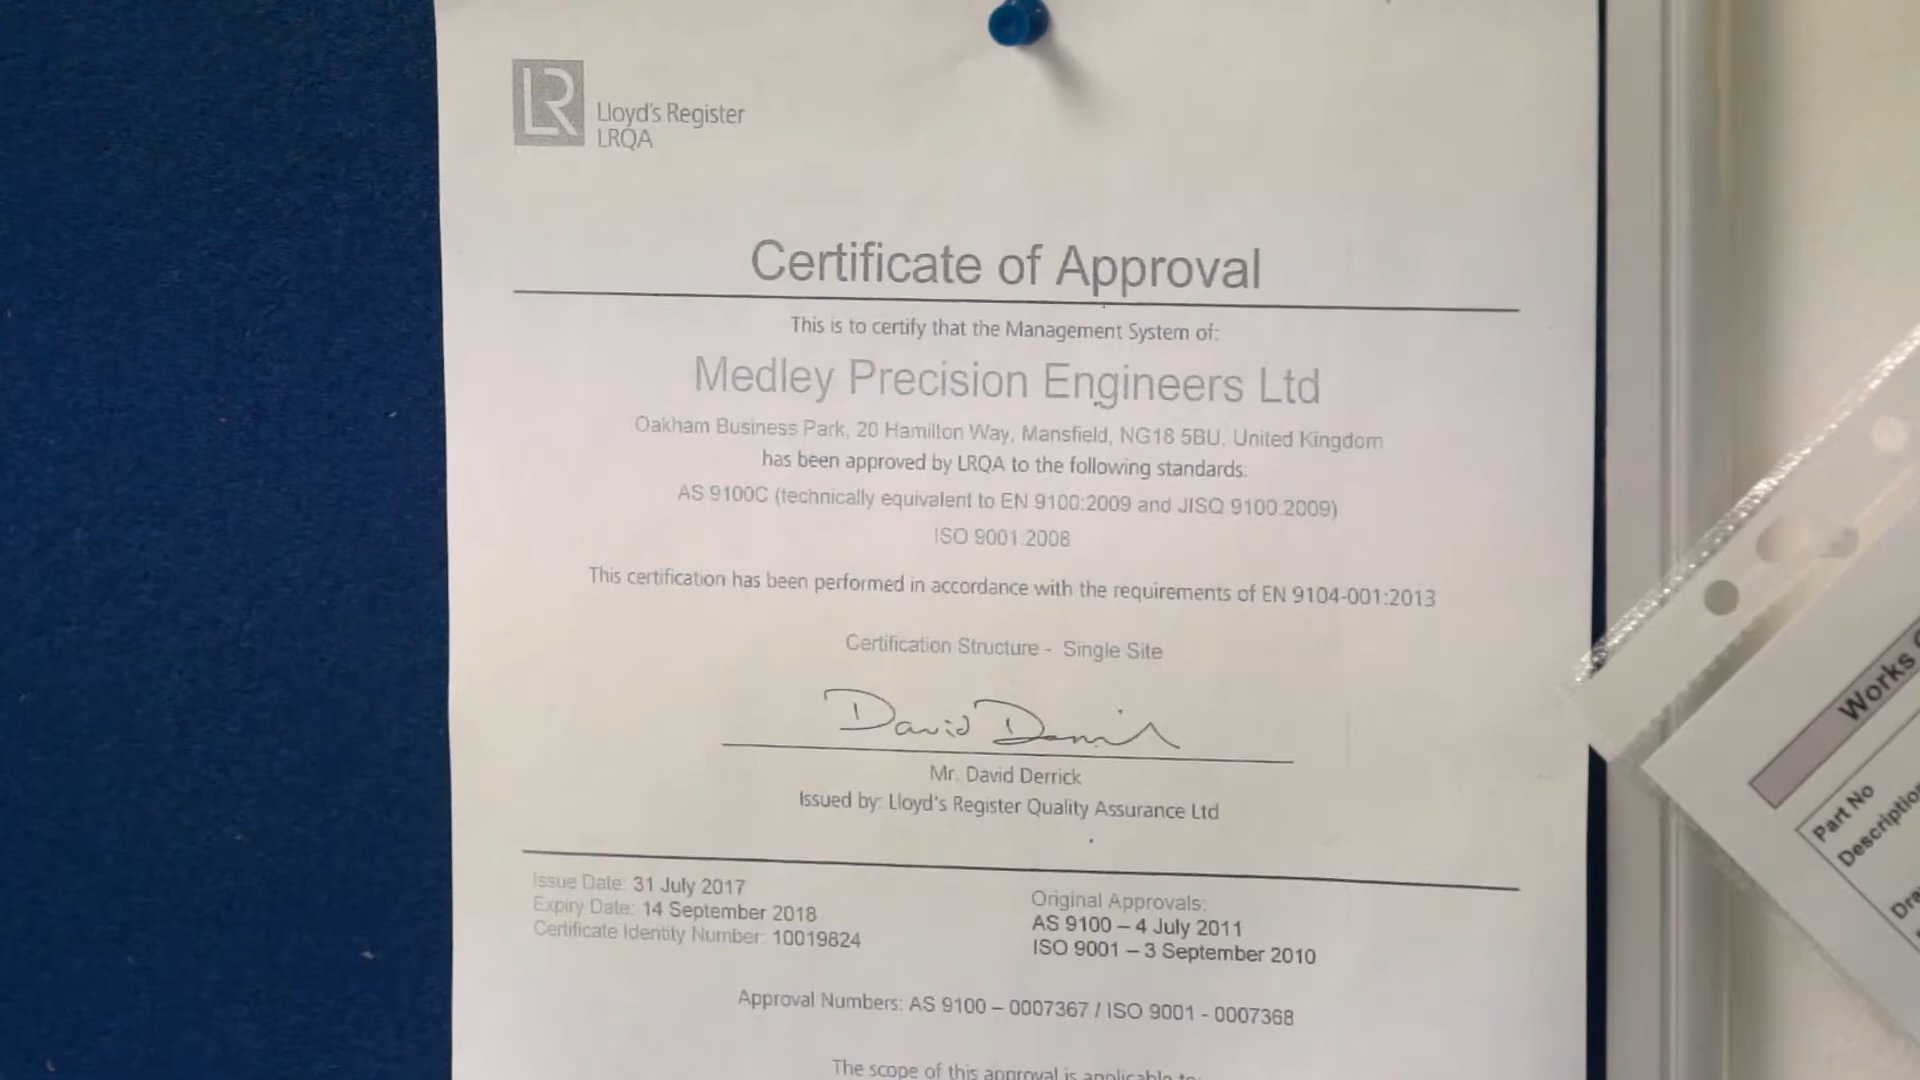 LR
Lloyd's Register
LRQA
Certificate of Approval
This is to certify that the Management System of:
Medley Precision Engineers Ltd
Oakham Business Park, 20 Hamilton Way, Mansfield, NG18 5BU, United Kingdom
has been approved by LRQA to the following standards:
AS 9100C (technically equivalent to EN 9100:2009 and JISQ 9100:2009)
ISO 9001:2008
This certification has been performed in accordance with the requirements of EN 9104-001:2013
Certification Structure - Single Site
David
Mr. David Derrick
Issued by: Lloyd's Register Quality Assurance Ltd
Issue Date: 31 July 2017
Expiry Date: 14 September 2018
Certificate Identity Number: 10019824
Original Approvals:
AS 9100 – 4 July 2011
ISO 9001 – 3 September 2010
Approval Numbers: AS 9100 – 0007367 / ISO 9001 - 0007368
The scope of this approval is applicable to:
Works
Part No
Description